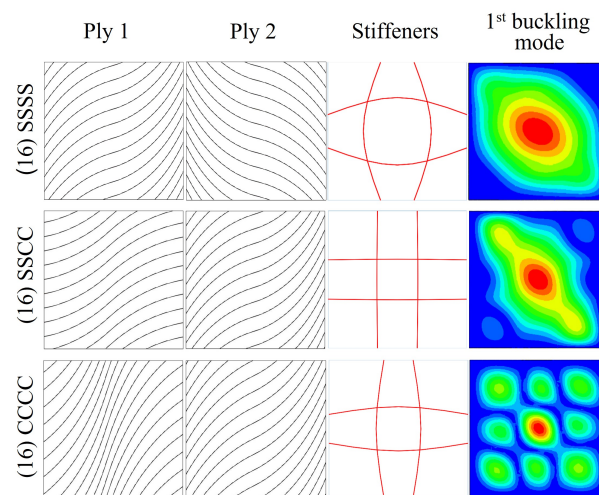 Ply 1
Ply 2
Stiffeners
1st buckling
mode
(16) SSSS
(16) SSCC
(16) CCCC